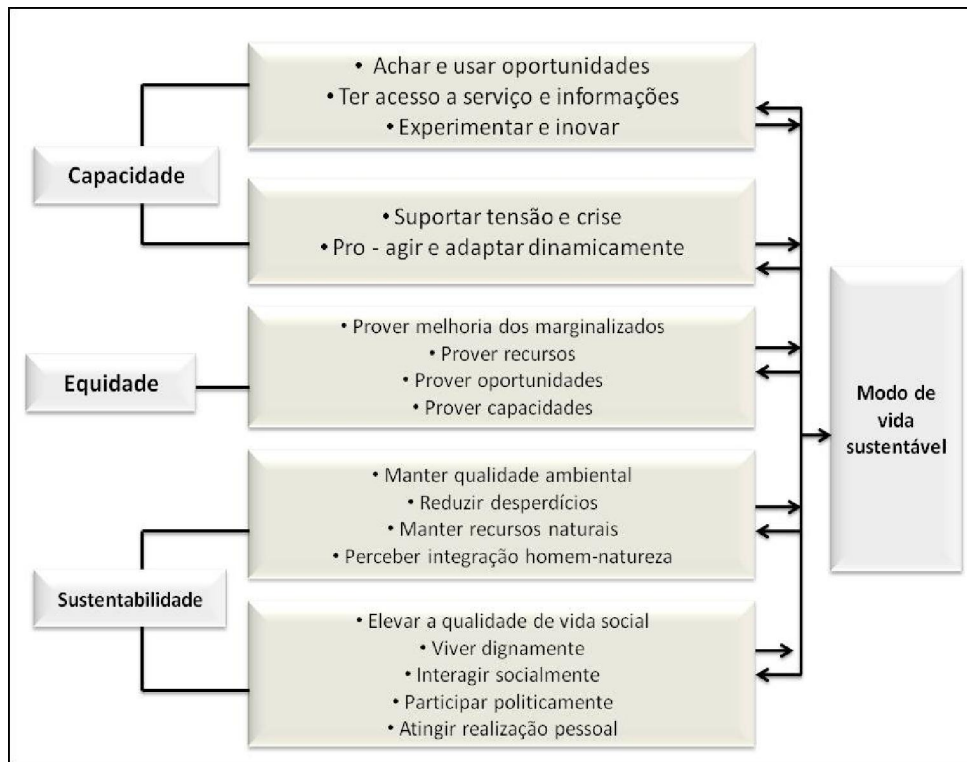 • Achar e usar oportunidades
• Ter acesso a serviço e informações
• Experimentar e inovar
Capacidade
• Suportar tensão e crise
• Pro - agir e adaptar dinamicamente
• Prover melhoria dos marginalizados
• Prover recursos
• Prover oportunidades
• Prover capacidades
Equidade
Modo de
vida
sustentável
• Manter qualidade ambiental
• Reduzir desperdícios
• Manter recursos naturais
• Perceber integração homem-natureza
Sustentabilidade
• Elevar a qualidade de vida social
• Viver dignamente
• Interagir socialmente
• Participar politicamente
• Atingir realização pessoal